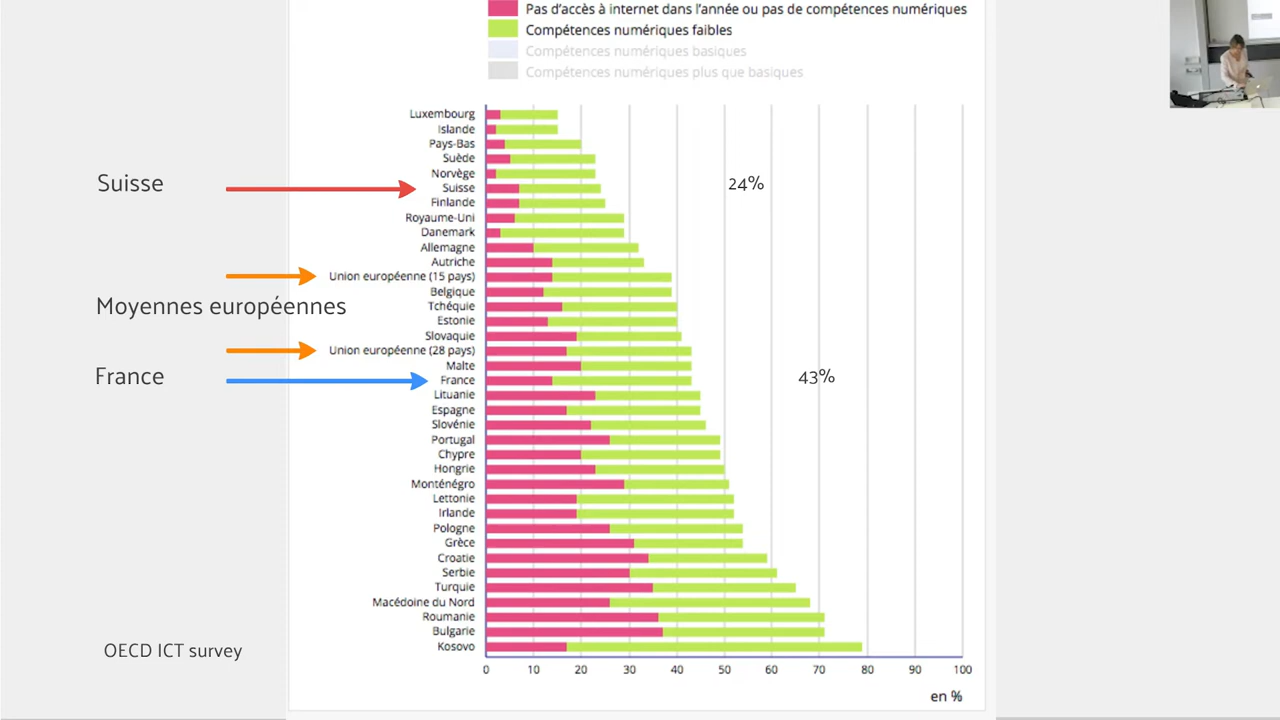 Pas d'accès à internet dans l'année ou pas de compétences numériques
Compétences numériques faibles
Compétences numériques basiques
Compétences numériques plus que basiques
Luxembourg
Islande
Pays-Bas
Suède
Norvège
Suisse
Finlande
Royaume-Uni
Danemark
Allemagne
Autriche
Union européenne (15 pays)
Belgique
Tchéquie
Estonie
Slovaquie
Union européenne (28 pays)
Malte
France
Lituanie
Espagne
Slovénie
Portugal
Chypre
Hongrie
Monténégro
Lettonie
Irlande
Pologne
Grèce
Croatie
Serbie
Turquie
Macédoine du Nord
Roumanie
Bulgarie
Kosovo
0 10 20 30 40 50 60 70 80 90 100
en %
Suisse
24%
Moyennes européennes
France
43%
OECD ICT survey